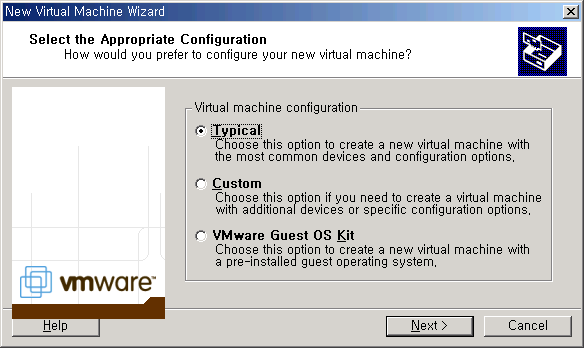 New Virtual Machine Wizard
Select the Appropriate Configuration
How would you prefer to configure your new virtual machine?
Virtual machine configuration
Typical
Choose this option to create a new virtual machine with
the most common devices and configuration options.
Custom
Choose this option if you need to create a virtual machine
with additional devices or specific configuration options.
VMware Guest OS Kit
Choose this option to create a new virtual machine with
a pre-installed guest operating system.
vmware™
Help
Next >
Cancel